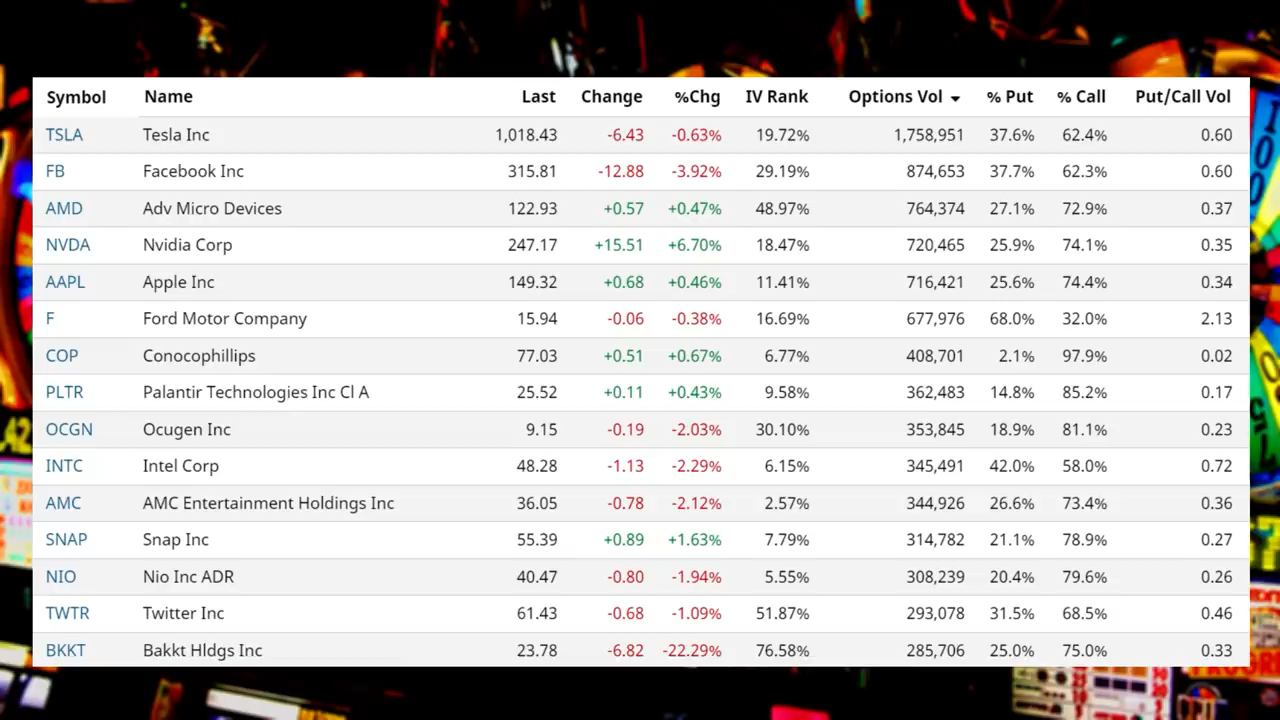 Symbol Name Last Change %Chg IV Rank Options Vol % Put % Call Put/Call Vol
TSLA Tesla Inc 1,018.43 -6.43 -0.63% 19.72% 1,758,951 37.6% 62.4% 0.60
FB Facebook Inc 315.81 -12.88 -3.92% 29.19% 874,653 37.7% 62.3% 0.60
AMD Adv Micro Devices 122.93 +0.57 +0.47% 48.97% 764,374 27.1% 72.9% 0.37
NVDA Nvidia Corp 247.17 +15.51 +6.70% 18.47% 720,465 25.9% 74.1% 0.35
AAPL Apple Inc 149.32 +0.68 +0.46% 11.41% 716,421 25.6% 74.4% 0.34
F Ford Motor Company 15.94 -0.06 -0.38% 16.69% 677,976 68.0% 32.0% 2.13
COP Conocophillips 77.03 +0.51 +0.67% 6.77% 408,701 2.1% 97.9% 0.02
PLTR Palantir Technologies Inc Cl A 25.52 +0.11 +0.43% 9.58% 362,483 14.8% 85.2% 0.17
OCGN Ocugen Inc 9.15 -0.19 -2.03% 30.10% 353,845 18.9% 81.1% 0.23
INTC Intel Corp 48.28 -1.13 -2.29% 6.15% 345,491 42.0% 58.0% 0.72
AMC AMC Entertainment Holdings Inc 36.05 -0.78 -2.12% 2.57% 344,926 26.6% 73.4% 0.36
SNAP Snap Inc 55.39 +0.89 +1.63% 7.79% 314,782 21.1% 78.9% 0.27
NIO Nio Inc ADR 40.47 -0.80 -1.94% 5.55% 308,239 20.4% 79.6% 0.26
TWTR Twitter Inc 61.43 -0.68 -1.09% 51.87% 293,078 31.5% 68.5% 0.46
BKKT Bakkt Hldgs Inc 23.78 -6.82 -22.29% 76.58% 285,706 25.0% 75.0% 0.33